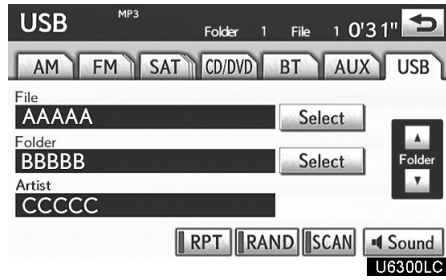 USB MP3 Folder 1 File 1 0'31"
AM FM SAT CD/DVD BT AUX USB
File
AAAAA Select
Folder
BBBBB Select
Folder
Artist
CCCCC
RPT RAND SCAN Sound
U6300LC